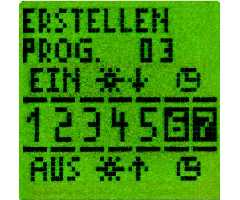 ERSTELLEN
PROG. 03
EIN ☼↓
1234567
AUS ☼↑